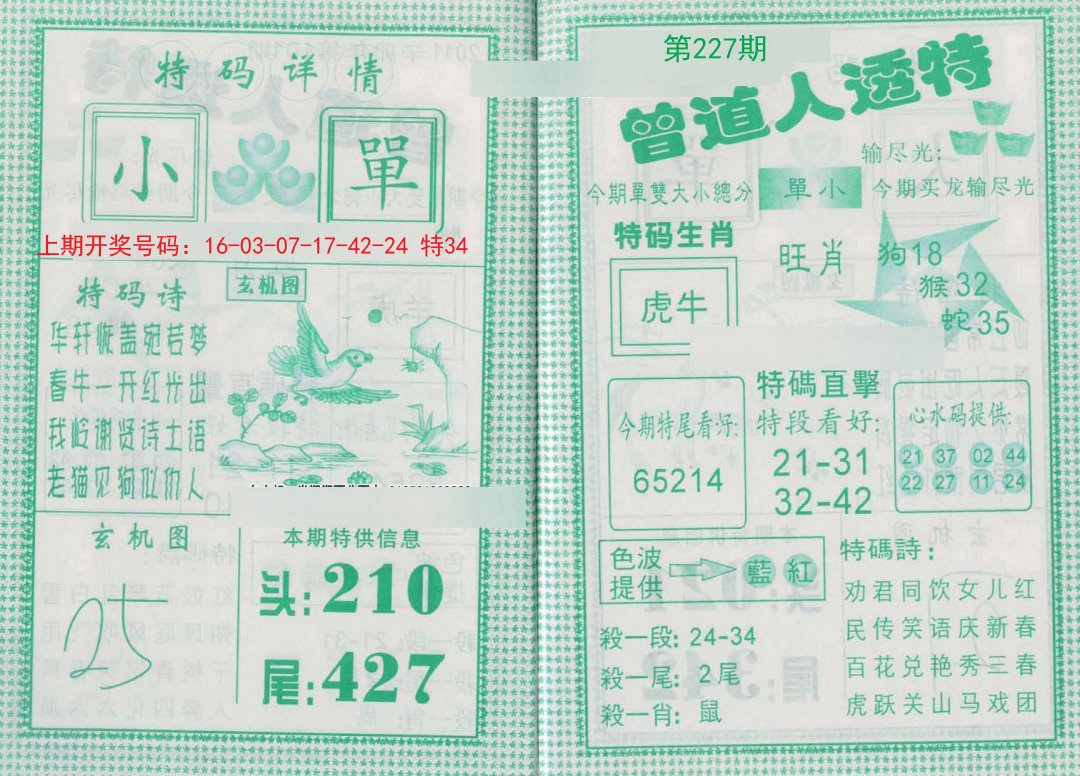 特码详情
小 單
上期开奖号码：16-03-07-17-42-24 特34
特码诗
华轩慨盖宛若梦
春牛一开红光出
我岐谢贤诗土语
老猫见狗似仇人
玄机图
玄机图
25
本期特供信息
头:210
尾:427
第227期
曾道人透特
输尽光:
今期單雙大小總分 單小 今期买龙输尽光
特码生肖
虎牛
旺肖
狗18
猴32
蛇35
今期特尾看好:
65214
特碼直擊
特段看好:
21-31
32-42
心水码提供:
21 37 02 44
22 27 11 24
色波
提供
藍 紅
殺一段: 24-34
殺一尾: 2尾
殺一肖: 鼠
特碼詩:
劝君同饮女儿红
民传笑语庆新春
百花兑艳秀三春
虎跃关山马戏团